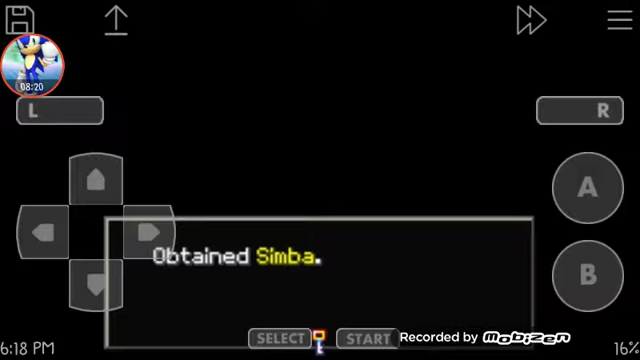 08:20
L
R
A
B
Obtained Simba.
SELECT
START
Recorded by MOBIZEN
6:18 PM
16%